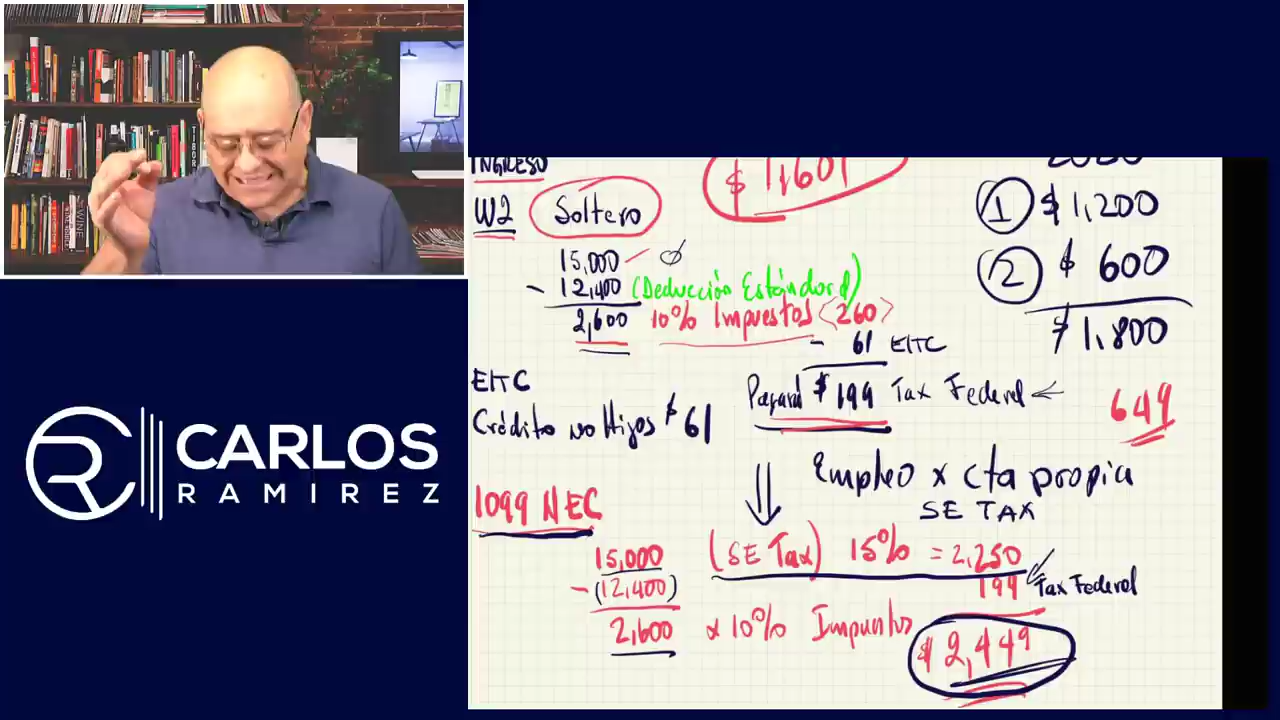 INGRESO
$1,601
2020
W2 Soltero
① $1,200
15,000 ∅
② $ 600
- 12,400 (Deducción Estándard)
2,600 10% Impuestos <260>
$1,800
- 61 EITC
EITC
Pagará $199 Tax Federal ←
649
Crédito no Hijos $61
CARLOS
RAMIREZ
Empleo x cta propia
SE TAX
1099 NEC
15,000 (SE Tax) 15% = 2,250
-(12,400) 199 Tax Federal
2,600 x 10% Impuestos
$2,449